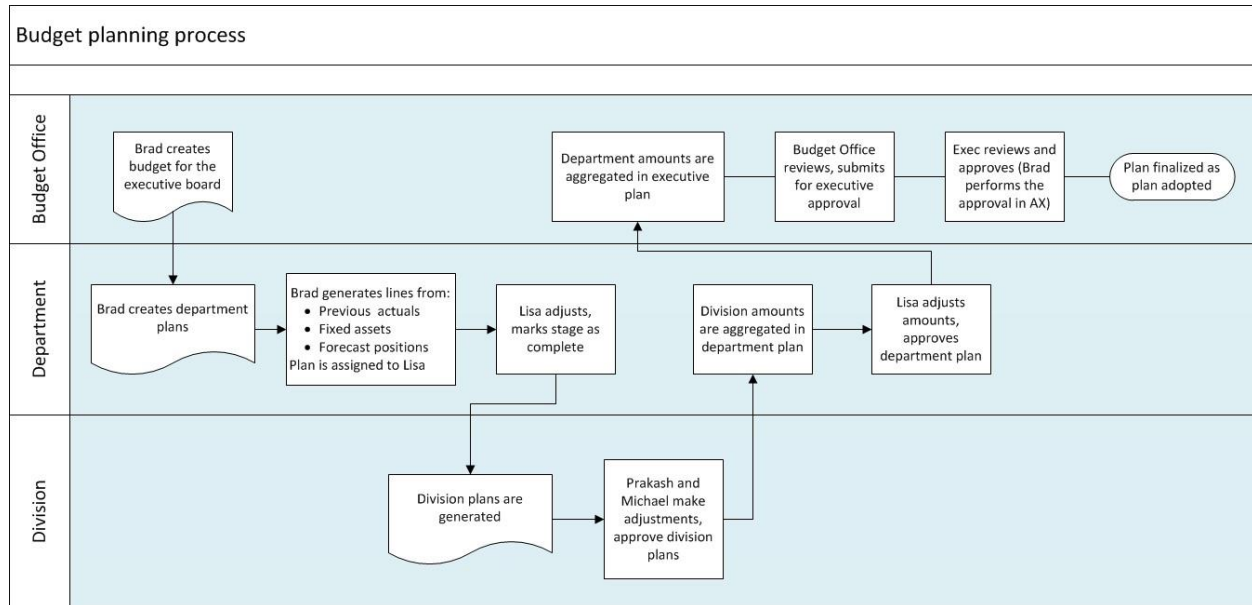 Budget planning process
Budget Office
Brad creates
budget for the
executive board
Department amounts are
aggregated in executive
plan
Budget Office
reviews, submits
for executive
approval
Exec reviews and
approves (Brad
performs the
approval in AX)
Plan finalized as
plan adopted
Department
Brad creates department
plans
Brad generates lines from:
• Previous actuals
• Fixed assets
• Forecast positions
Plan is assigned to Lisa
Lisa adjusts,
marks stage as
complete
Division amounts
are aggregated in
department plan
Lisa adjusts
amounts,
approves
department plan
Division
Division plans are
generated
Prakash and
Michael make
adjustments,
approve division
plans